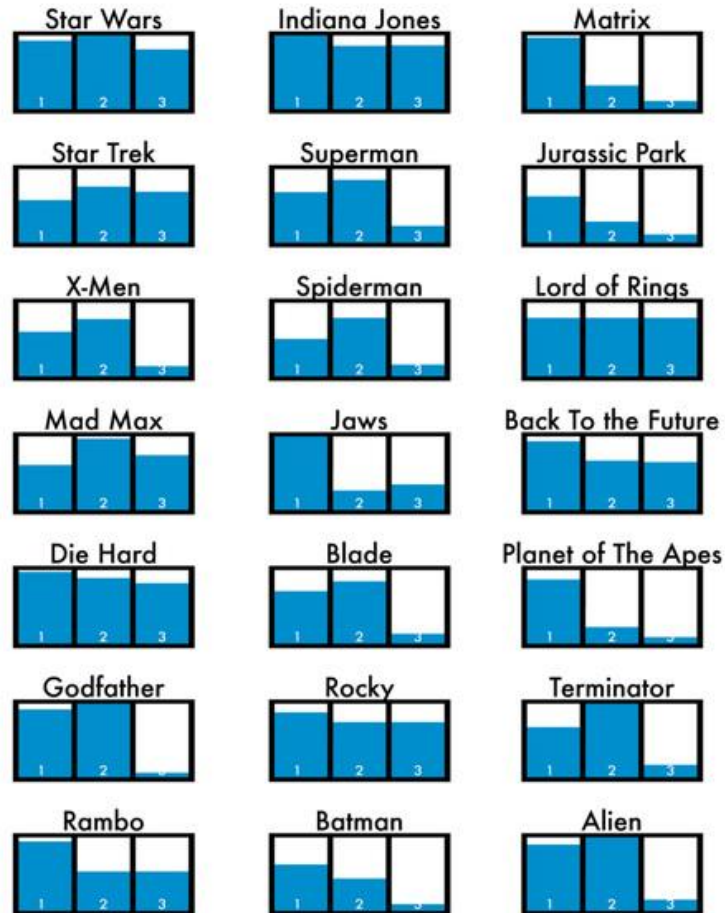 Star Wars Indiana Jones Matrix
1 2 3 1 2 3 1 2 3
Star Trek Superman Jurassic Park
1 2 3 1 2 3 1 2 3
X-Men Spiderman Lord of Rings
1 2 3 1 2 3 1 2 3
Mad Max Jaws Back To the Future
1 2 3 1 2 3 1 2 3
Die Hard Blade Planet of The Apes
1 2 3 1 2 3 1 2 3
Godfather Rocky Terminator
1 2 3 1 2 3 1 2 3
Rambo Batman Alien
1 2 3 1 2 3 1 2 3